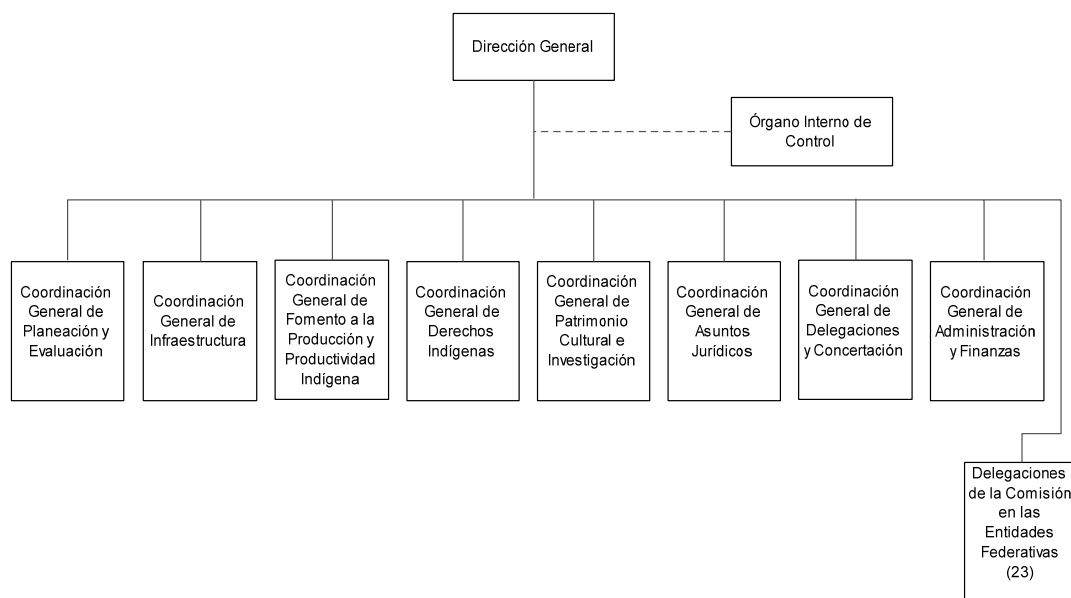 Dirección General
Órgano Interno de
Control
Coordinación
General de
Planeación y
Evaluación
Coordinación
General de
Infraestructura
Coordinación
General de
Fomento a la
Producción y
Productividad
Indígena
Coordinación
General de
Derechos
Indígenas
Coordinación
General de
Patrimonio
Cultural e
Investigación
Coordinación
General de
Asuntos
Jurídicos
Coordinación
General de
Delegaciones
y Concertación
Coordinación
General de
Administración
y Finanzas
Delegaciones
de la Comisión
en las
Entidades
Federativas
(23)